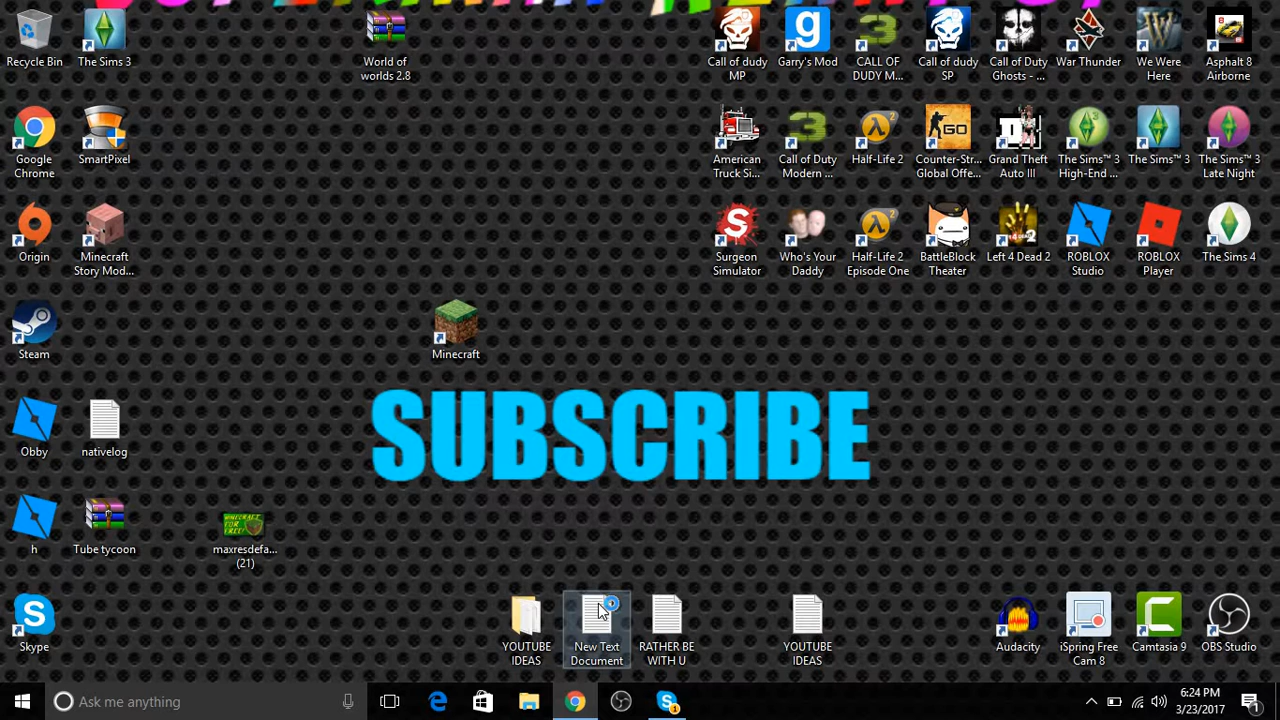 Recycle Bin
The Sims 3
World of
worlds 2.8
Call of dudy
MP
Garry's Mod
CALL OF
DUDY M...
Call of dudy
SP
Call of Duty
Ghosts - ...
War Thunder
We Were
Here
Asphalt 8
Airborne
Google
Chrome
SmartPixel
American
Truck Si...
Call of Duty
Modern ...
Half-Life 2
Counter-Str...
Global Offe...
Grand Theft
Auto III
The Sims™ 3
High-End ...
The Sims™ 3
The Sims™ 3
Late Night
Origin
Minecraft
Story Mod...
Surgeon
Simulator
Who's Your
Daddy
Half-Life 2
Episode One
BattleBlock
Theater
Left 4 Dead 2
ROBLOX
Studio
ROBLOX
Player
The Sims 4
Steam
Minecraft
SUBSCRIBE
Obby
nativelog
h
Tube tycoon
MINECRAFT
FOR
FREE!
maxresdefa...
(21)
Skype
YOUTUBE
IDEAS
New Text
Document
RATHER BE
WITH U
YOUTUBE
IDEAS
Audacity
iSpring Free
Cam 8
Camtasia 9
OBS Studio
Ask me anything
6:24 PM
3/23/2017